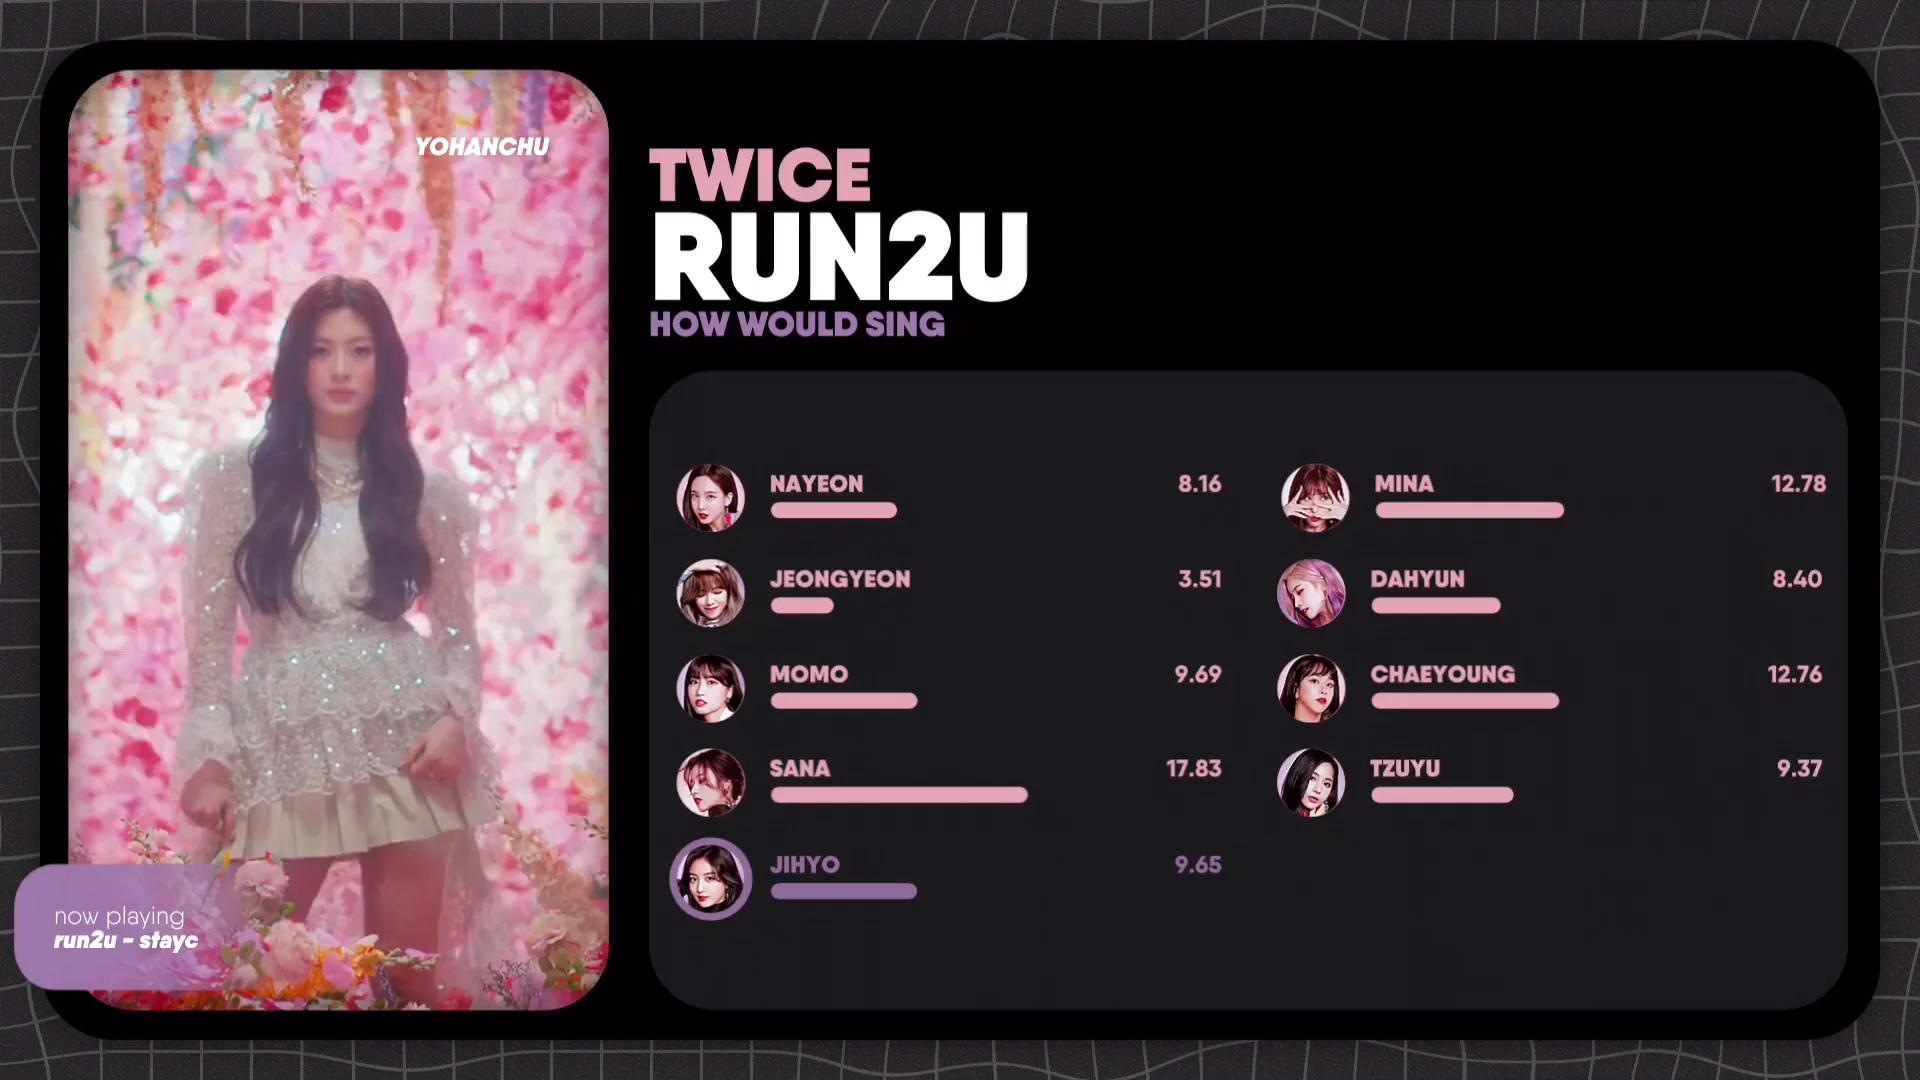 YOHANCHU
TWICE
RUN2U
HOW WOULD SING
NAYEON 8.16
JEONGYEON 3.51
MOMO 9.69
SANA 17.83
JIHYO 9.65
MINA 12.78
DAHYUN 8.40
CHAEYOUNG 12.76
TZUYU 9.37
now playing
run2u - stayc